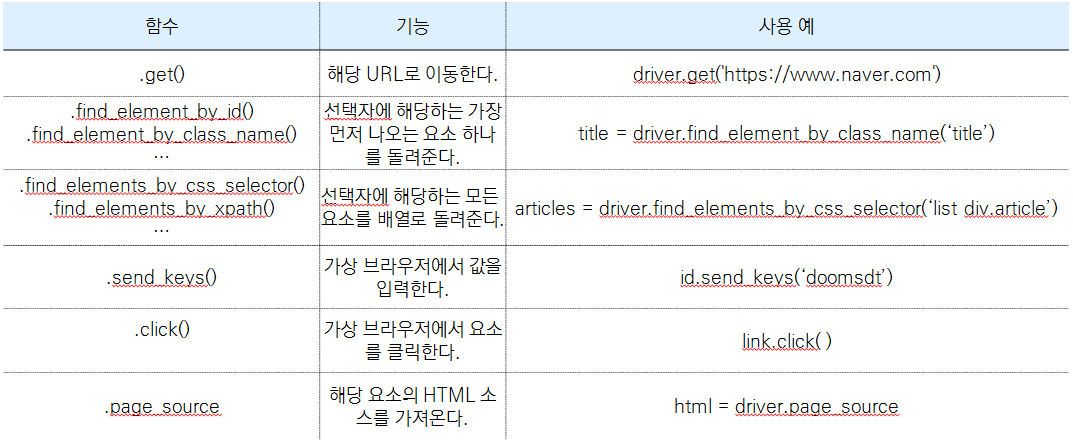 함수 기능 사용 예
.get() 해당 URL로 이동한다. driver.get('https://www.naver.com')
.find_element_by_id()
.find_element_by_class_name()
...
선택자에 해당하는 가장
먼저 나오는 요소 하나
를 돌려준다.
title = driver.find_element_by_class_name(‘title’)
.find_elements_by_css_selector()
.find_elements_by_xpath()
...
선택자에 해당하는 모든
요소를 배열로 돌려준다.
articles = driver.find_elements_by_css_selector(‘list div.article’)
.send_keys()
가상 브라우저에서 값을
입력한다.
id.send_keys(‘doomsdt’)
.click()
가상 브라우저에서 요소
를 클릭한다.
link.click( )
.page_source
해당 요소의 HTML 소
스를 가져온다.
html = driver.page_source